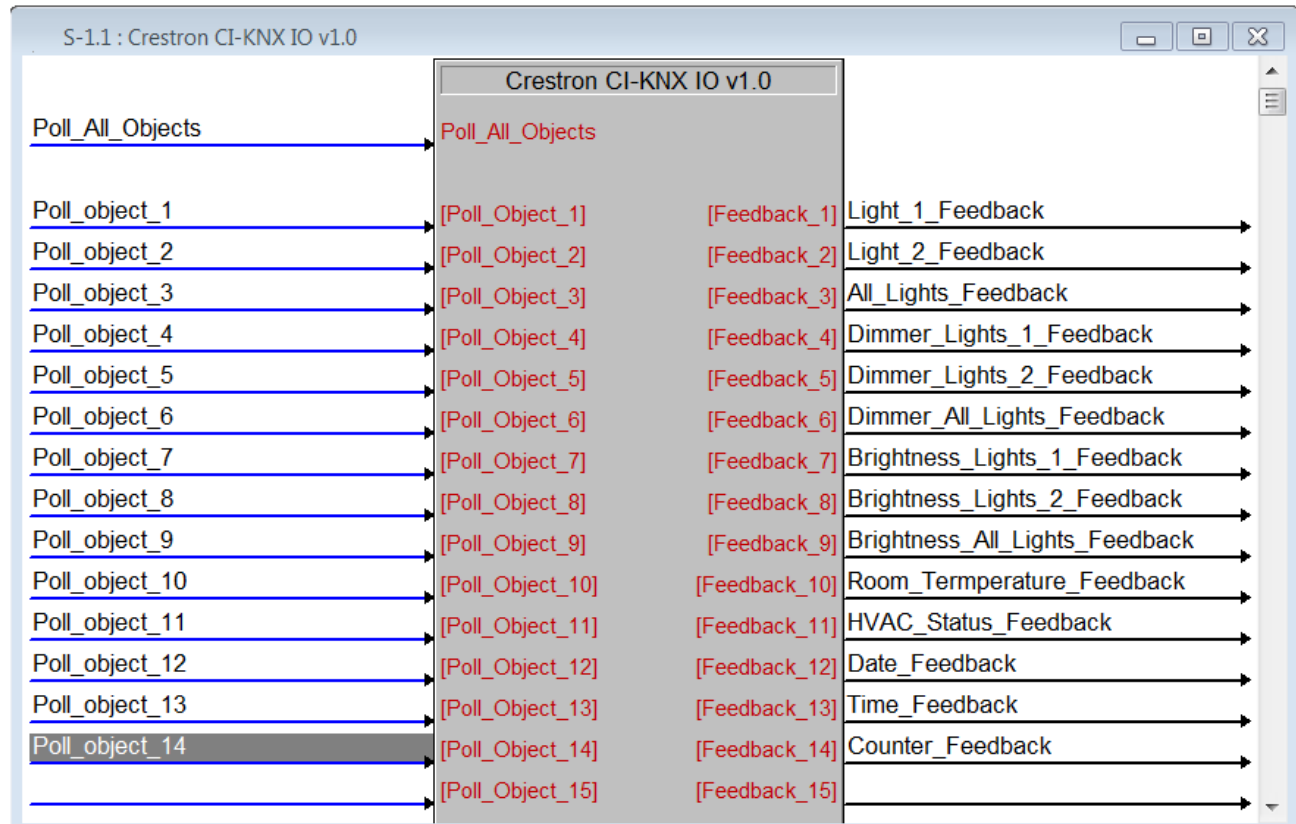 S-1.1 : Crestron CI-KNX IO v1.0
Crestron CI-KNX IO v1.0
Poll_All_Objects Poll_All_Objects
Poll_object_1 [Poll_Object_1] [Feedback_1] Light_1_Feedback
Poll_object_2 [Poll_Object_2] [Feedback_2] Light_2_Feedback
Poll_object_3 [Poll_Object_3] [Feedback_3] All_Lights_Feedback
Poll_object_4 [Poll_Object_4] [Feedback_4] Dimmer_Lights_1_Feedback
Poll_object_5 [Poll_Object_5] [Feedback_5] Dimmer_Lights_2_Feedback
Poll_object_6 [Poll_Object_6] [Feedback_6] Dimmer_All_Lights_Feedback
Poll_object_7 [Poll_Object_7] [Feedback_7] Brightness_Lights_1_Feedback
Poll_object_8 [Poll_Object_8] [Feedback_8] Brightness_Lights_2_Feedback
Poll_object_9 [Poll_Object_9] [Feedback_9] Brightness_All_Lights_Feedback
Poll_object_10 [Poll_Object_10] [Feedback_10] Room_Termperature_Feedback
Poll_object_11 [Poll_Object_11] [Feedback_11] HVAC_Status_Feedback
Poll_object_12 [Poll_Object_12] [Feedback_12] Date_Feedback
Poll_object_13 [Poll_Object_13] [Feedback_13] Time_Feedback
Poll_object_14 [Poll_Object_14] [Feedback_14] Counter_Feedback
[Poll_Object_15] [Feedback_15]